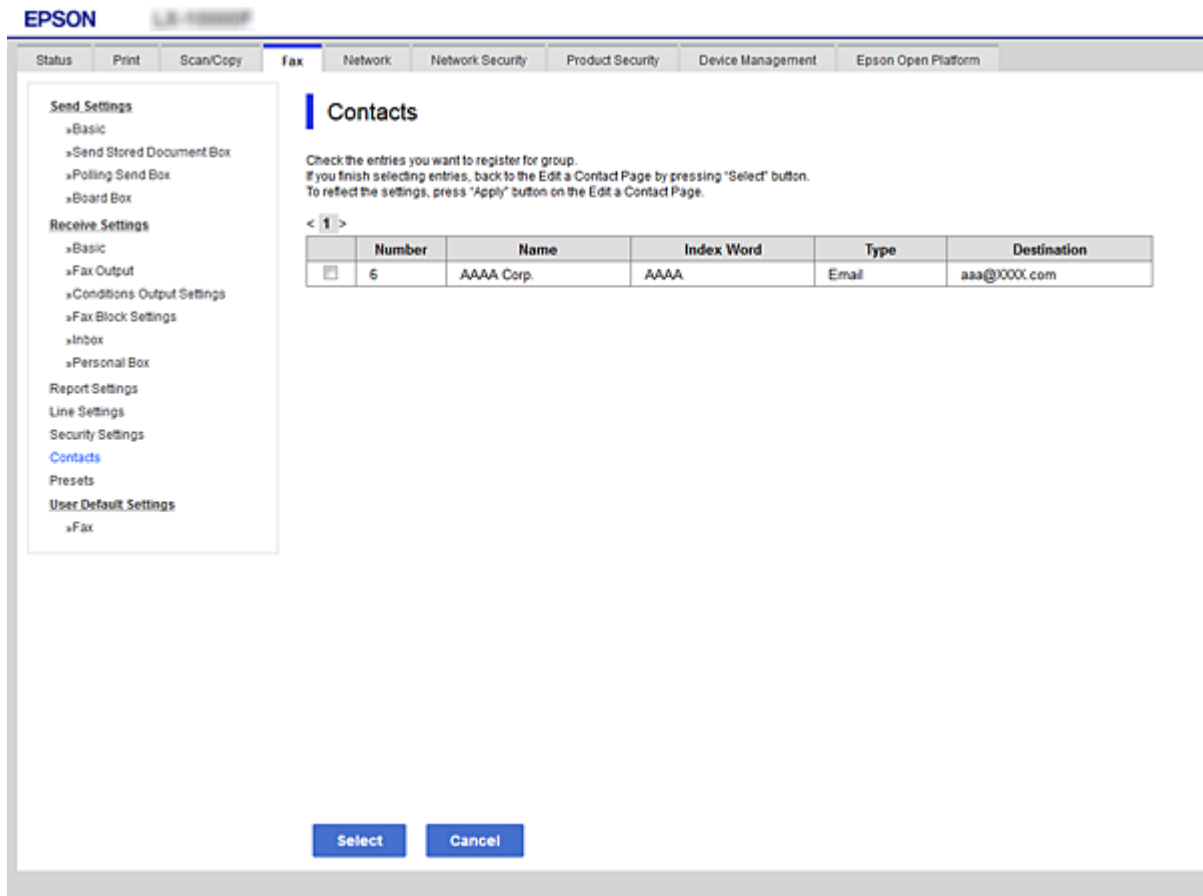 EPSON
Status Print Scan/Copy Fax Network Network Security Product Security Device Management Epson Open Platform
Send Settings
»Basic
»Send Stored Document Box
»Polling Send Box
»Board Box
Receive Settings
»Basic
»Fax Output
»Conditions Output Settings
»Fax Block Settings
»Inbox
»Personal Box
Report Settings
Line Settings
Security Settings
Contacts
Presets
User Default Settings
»Fax
Contacts
Check the entries you want to register for group.
If you finish selecting entries, back to the Edit a Contact Page by pressing "Select" button.
To reflect the settings, press "Apply" button on the Edit a Contact Page.
< 1 >
Number Name Index Word Type Destination
6 AAAA Corp. AAAA Email aaa@XXXX.com
Select Cancel